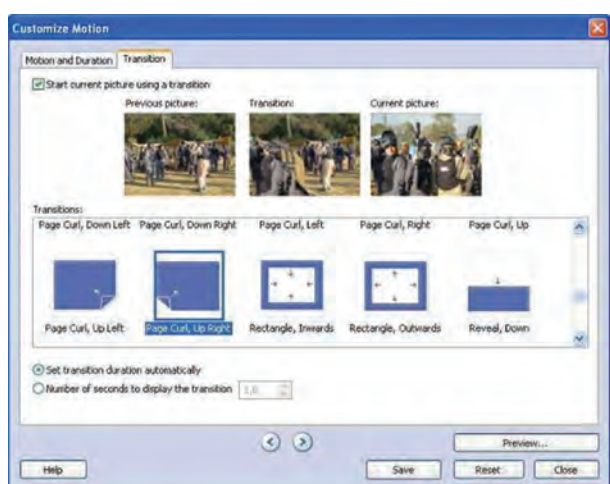 Customize Motion
Motion and Duration Transition
Start current picture using a transition
Previous picture: Transition: Current picture:
Transitions:
Page Curl, Down Left Page Curl, Down Right Page Curl, Left Page Curl, Right Page Curl, Up
Page Curl, Up Left Page Curl, Up Right Rectangle, Inwards Rectangle, Outwards Reveal, Down
Set transition duration automatically
Number of seconds to display the transition 1.0
Preview...
Help Save Reset Close